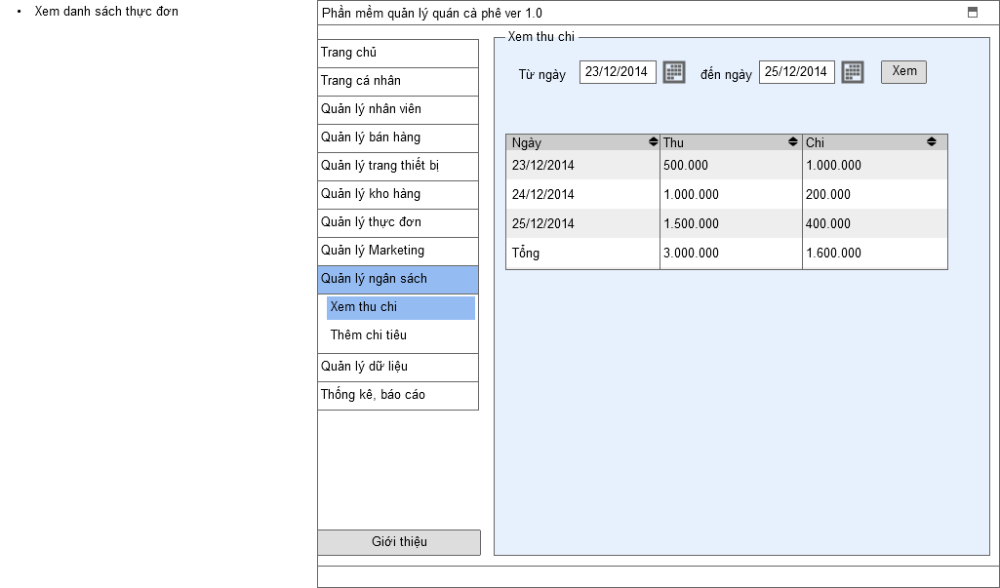 • Xem danh sách thực đơn
Phần mềm quản lý quán cà phê ver 1.0
Trang chủ
Trang cá nhân
Quản lý nhân viên
Quản lý bán hàng
Quản lý trang thiết bị
Quản lý kho hàng
Quản lý thực đơn
Quản lý Marketing
Quản lý ngân sách
Xem thu chi
Thêm chi tiêu
Quản lý dữ liệu
Thống kê, báo cáo
Giới thiệu
Xem thu chi
Từ ngày 23/12/2014 đến ngày 25/12/2014 Xem
Ngày Thu Chi
23/12/2014 500.000 1.000.000
24/12/2014 1.000.000 200.000
25/12/2014 1.500.000 400.000
Tổng 3.000.000 1.600.000